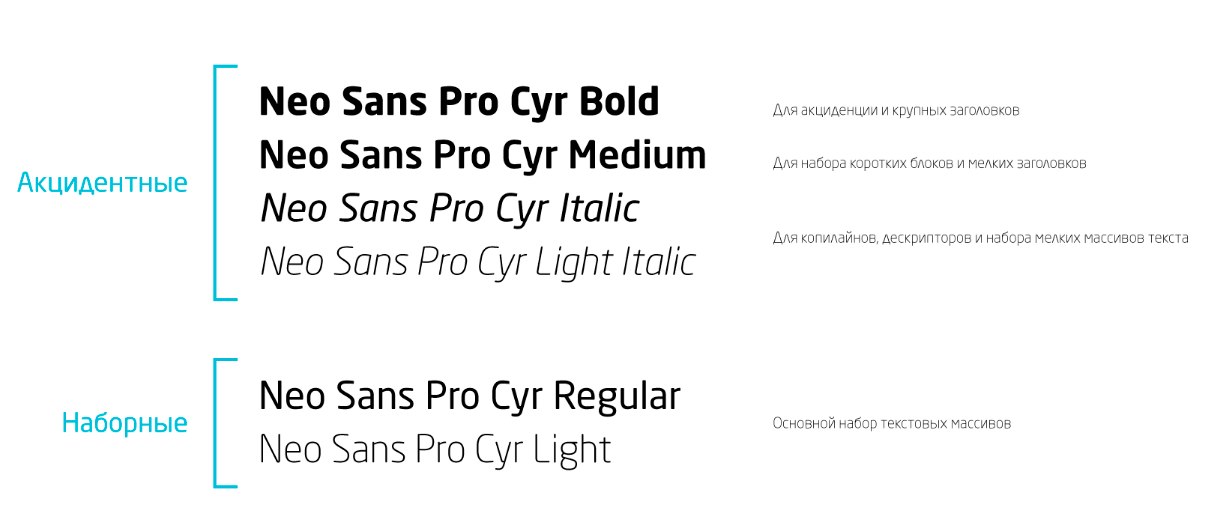 Neo Sans Pro Cyr Bold
Для акциденции и крупных заголовков
Neo Sans Pro Cyr Medium
Для набора коротких блоков и мелких заголовков
Акцидентные
Neo Sans Pro Cyr Italic
Для копилайнов, дескрипторов и набора мелких массивов текста
Neo Sans Pro Cyr Light Italic
Neo Sans Pro Cyr Regular
Наборные
Основной набор текстовых массивов
Neo Sans Pro Cyr Light